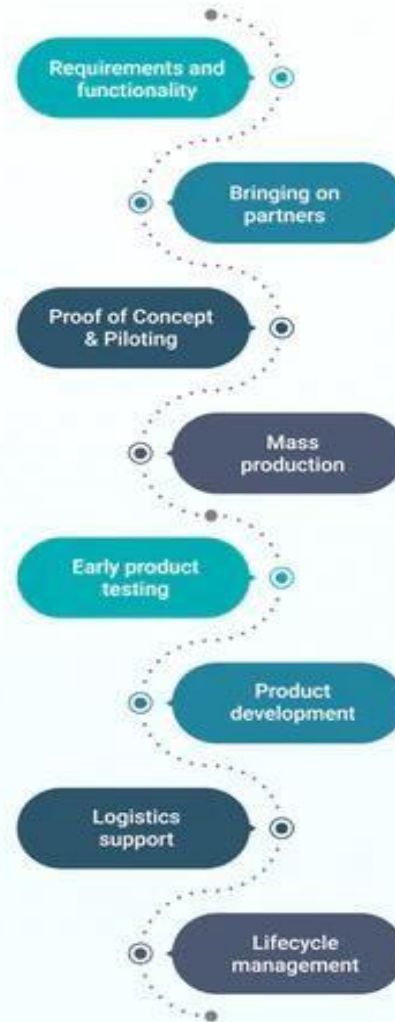 Requirements and
functionality
Bringing on
partners
Proof of Concept
& Piloting
Mass
production
Early product
testing
Product
development
Logistics
support
Lifecycle
management